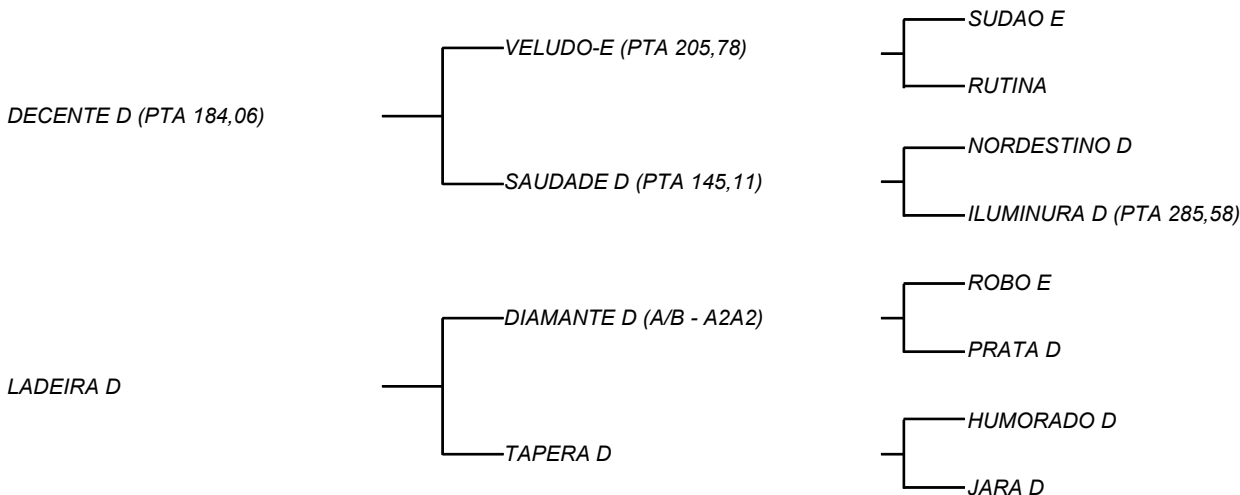 SUDAO E
VELUDO-E (PTA 205,78)
RUTINA
DECENTE D (PTA 184,06)
NORDESTINO D
SAUDADE D (PTA 145,11)
ILUMINURA D (PTA 285,58)
ROBO E
DIAMANTE D (A/B - A2A2)
PRATA D
LADEIRA D
HUMORADO D
TAPERA D
JARA D